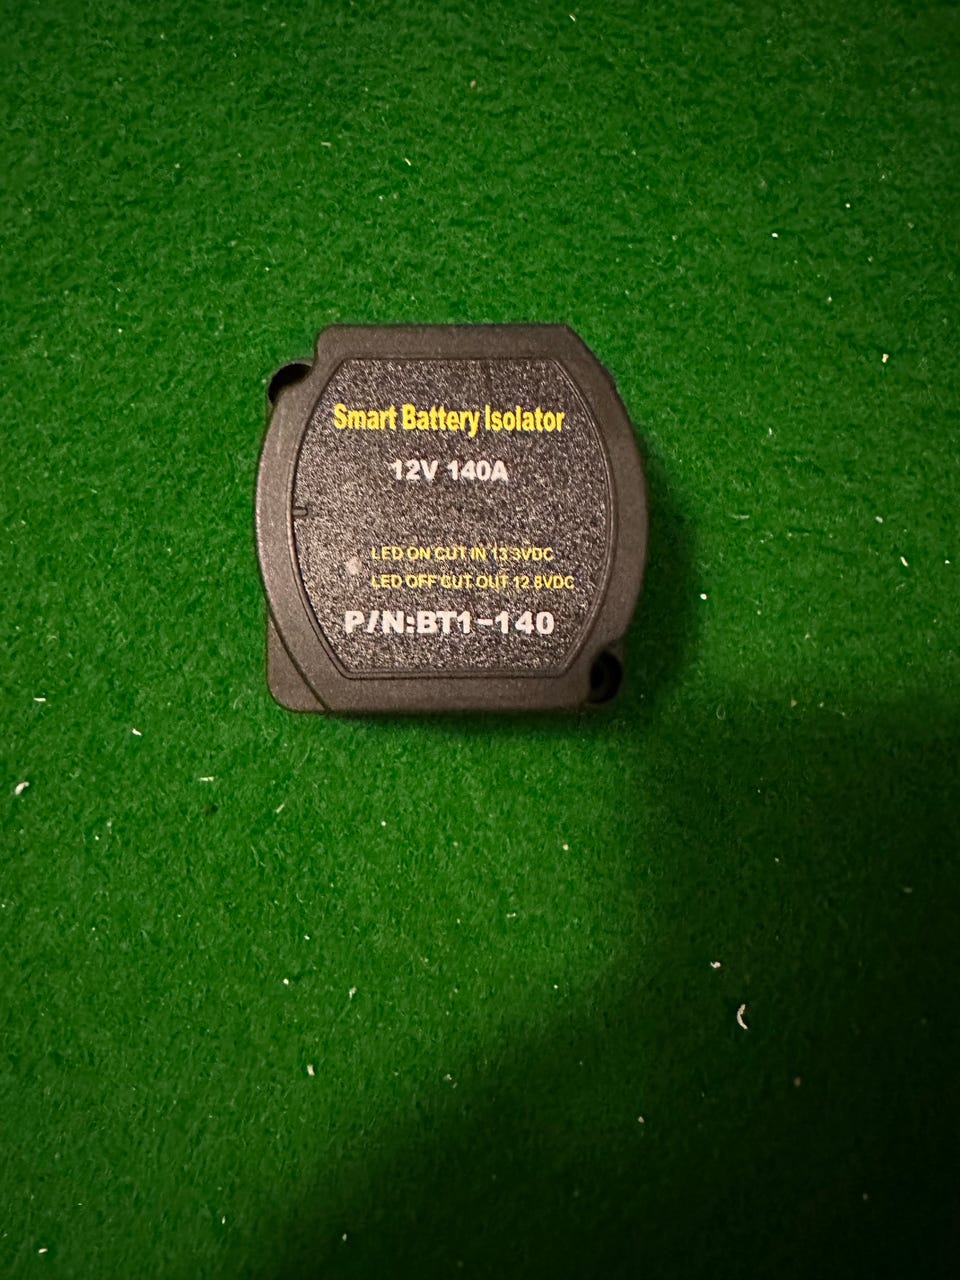 Smart Battery Isolator
12V 140A
LED ON CUT IN 13.3VDC
LED OFF CUT OUT 12.8VDC
P/N:BT1-140